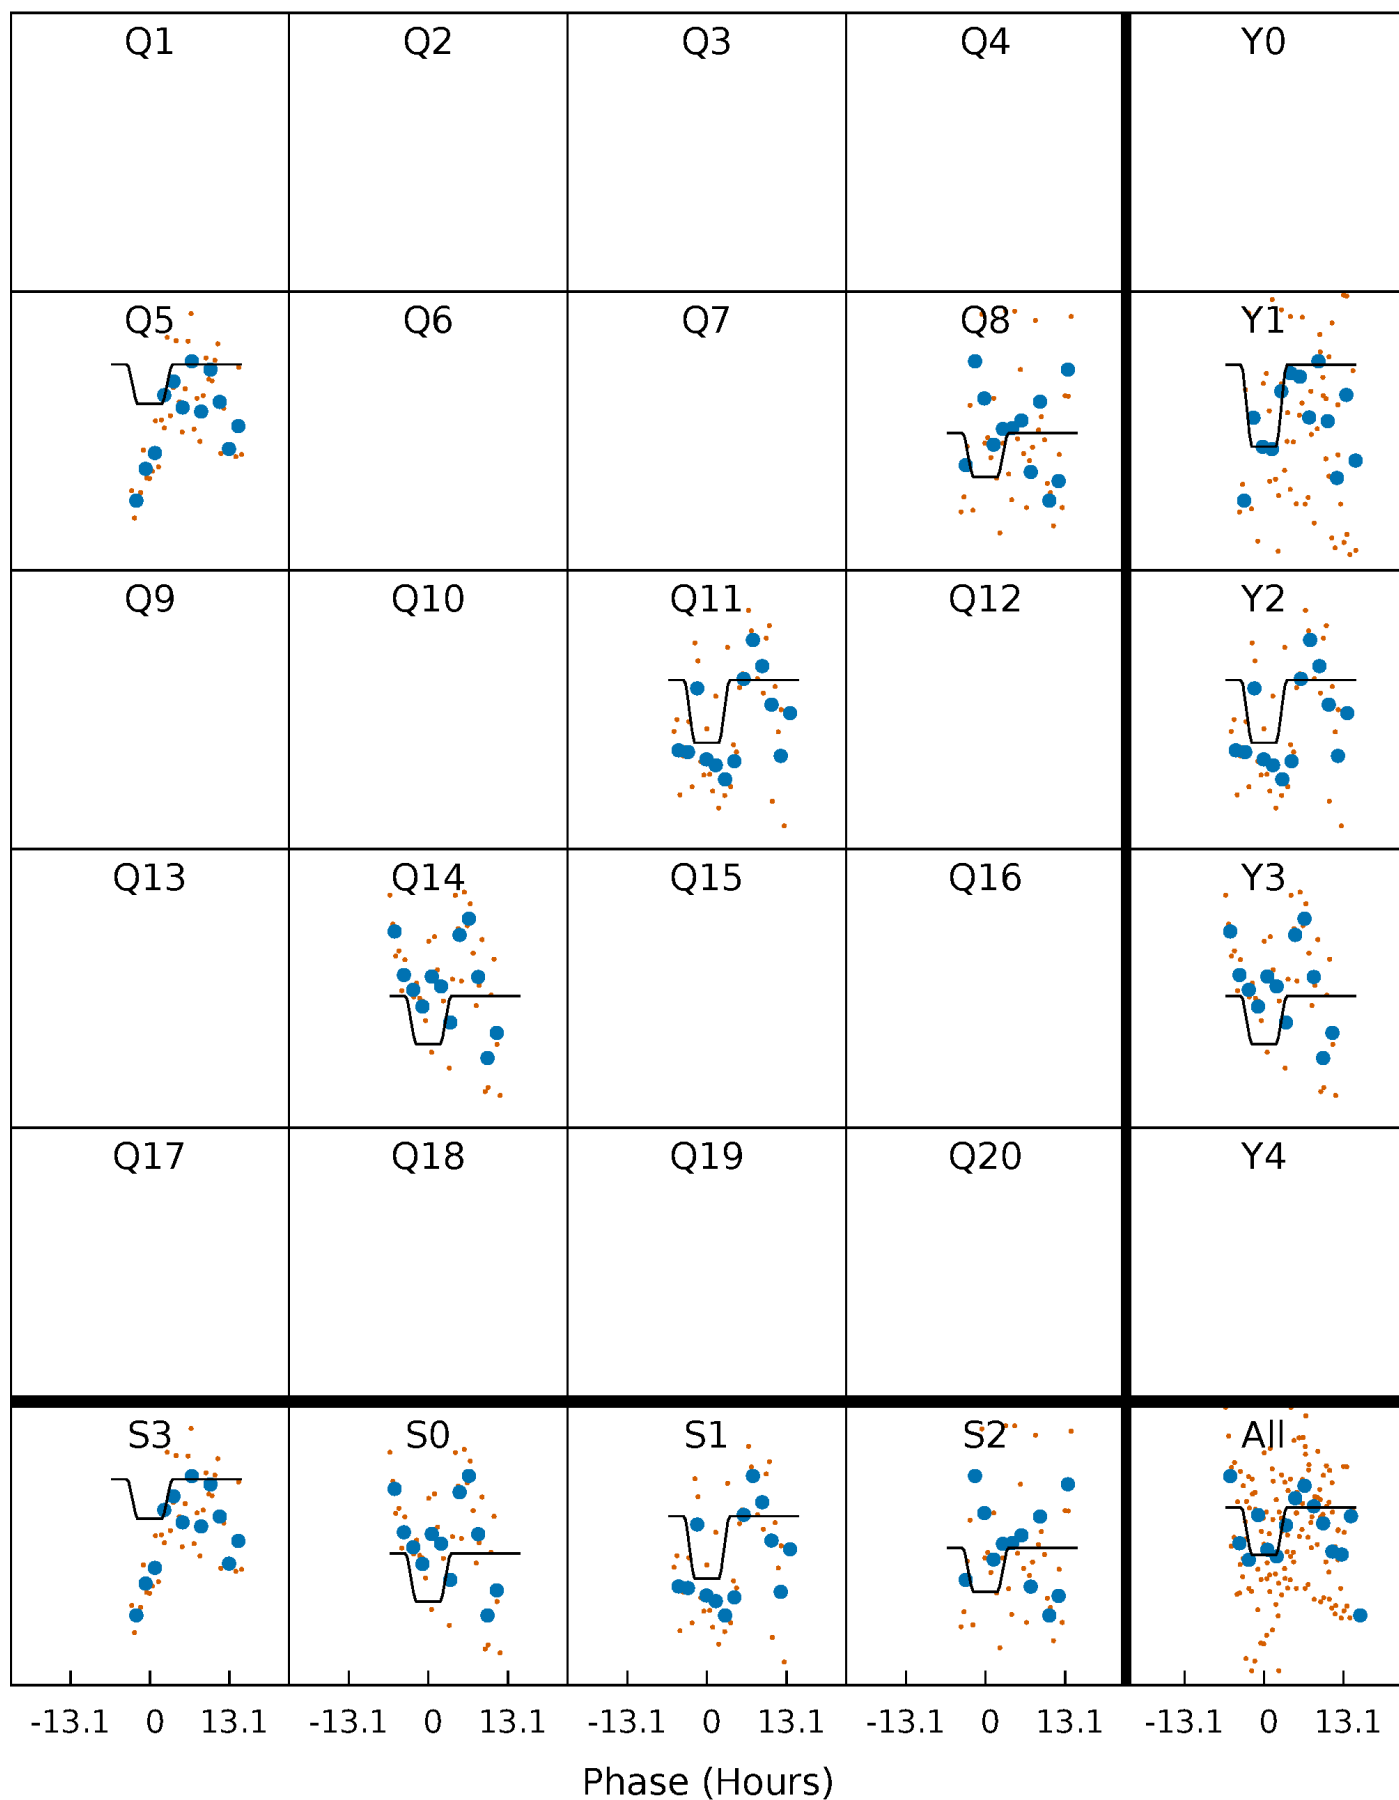 Q1 Q2 Q3 Q4 Y0
Q5 Q6 Q7 Q8 Y1
Q9 Q10 Q11 Q12 Y2
Q13 Q14 Q15 Q16 Y3
Q17 Q18 Q19 Q20 Y4
S3 S0 S1 S2 All
-13.1 0 13.1 -13.1 0 13.1 -13.1 0 13.1 -13.1 0 13.1 -13.1 0 13.1
Phase (Hours)